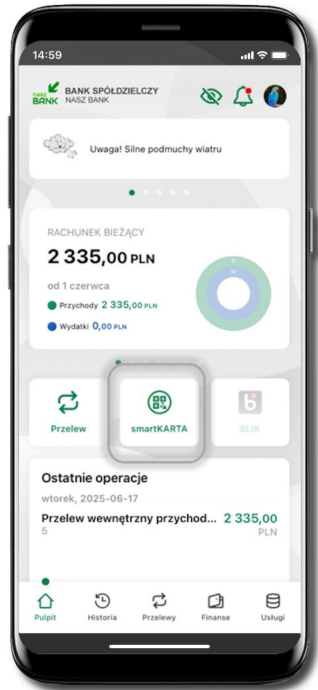 14:59
NASZ
BANK
BANK SPÓŁDZIELCZY
NASZ BANK
Uwaga! Silne podmuchy wiatru
RACHUNEK BIEŻĄCY
2 335,00 PLN
od 1 czerwca
Przychody 2 335,00 PLN
Wydatki 0,00 PLN
P
W
Przelew
smartKARTA
BLIK
Ostatnie operacje
wtorek, 2025-06-17
Przelew wewnętrzny przychod... 2 335,00
5 PLN
Pulpit
Historia
Przelewy
Finanse
Usługi